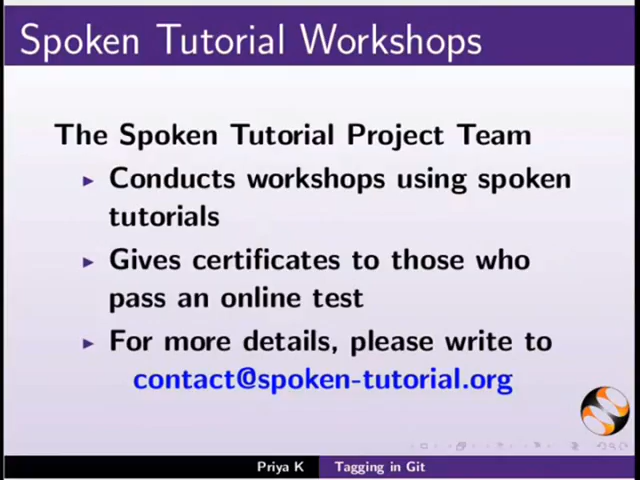 Spoken Tutorial Workshops
The Spoken Tutorial Project Team
Conducts workshops using spoken
tutorials
Gives certificates to those who
pass an online test
For more details, please write to
contact@spoken-tutorial.org
Priya K Tagging in Git